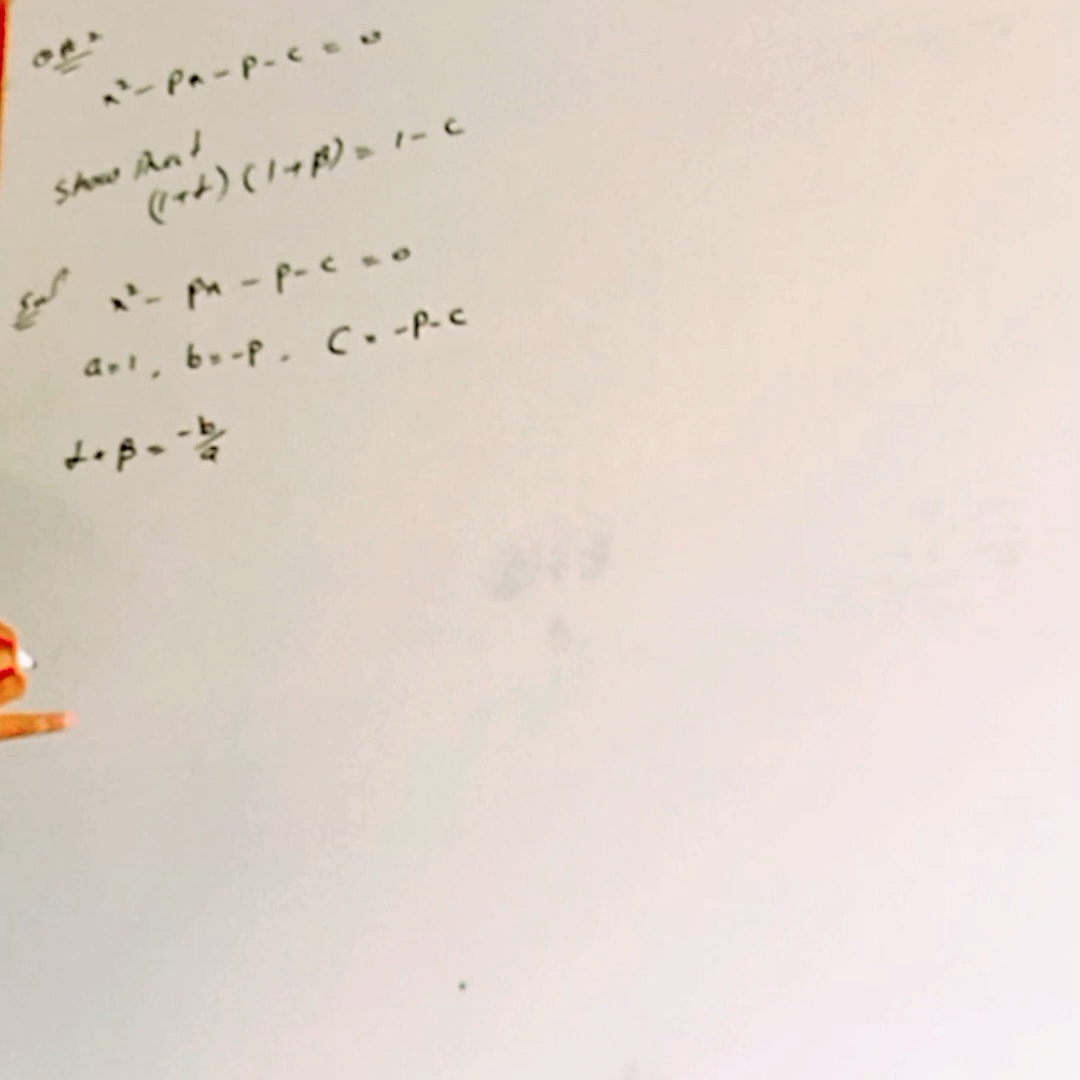 x² - Px - P - c = 0
Show that
(1+α) (1+β) = 1 - c
Sol
x² - Px - P - c = 0
a=1, b=-P, C = -P-c
α+β = -b/a